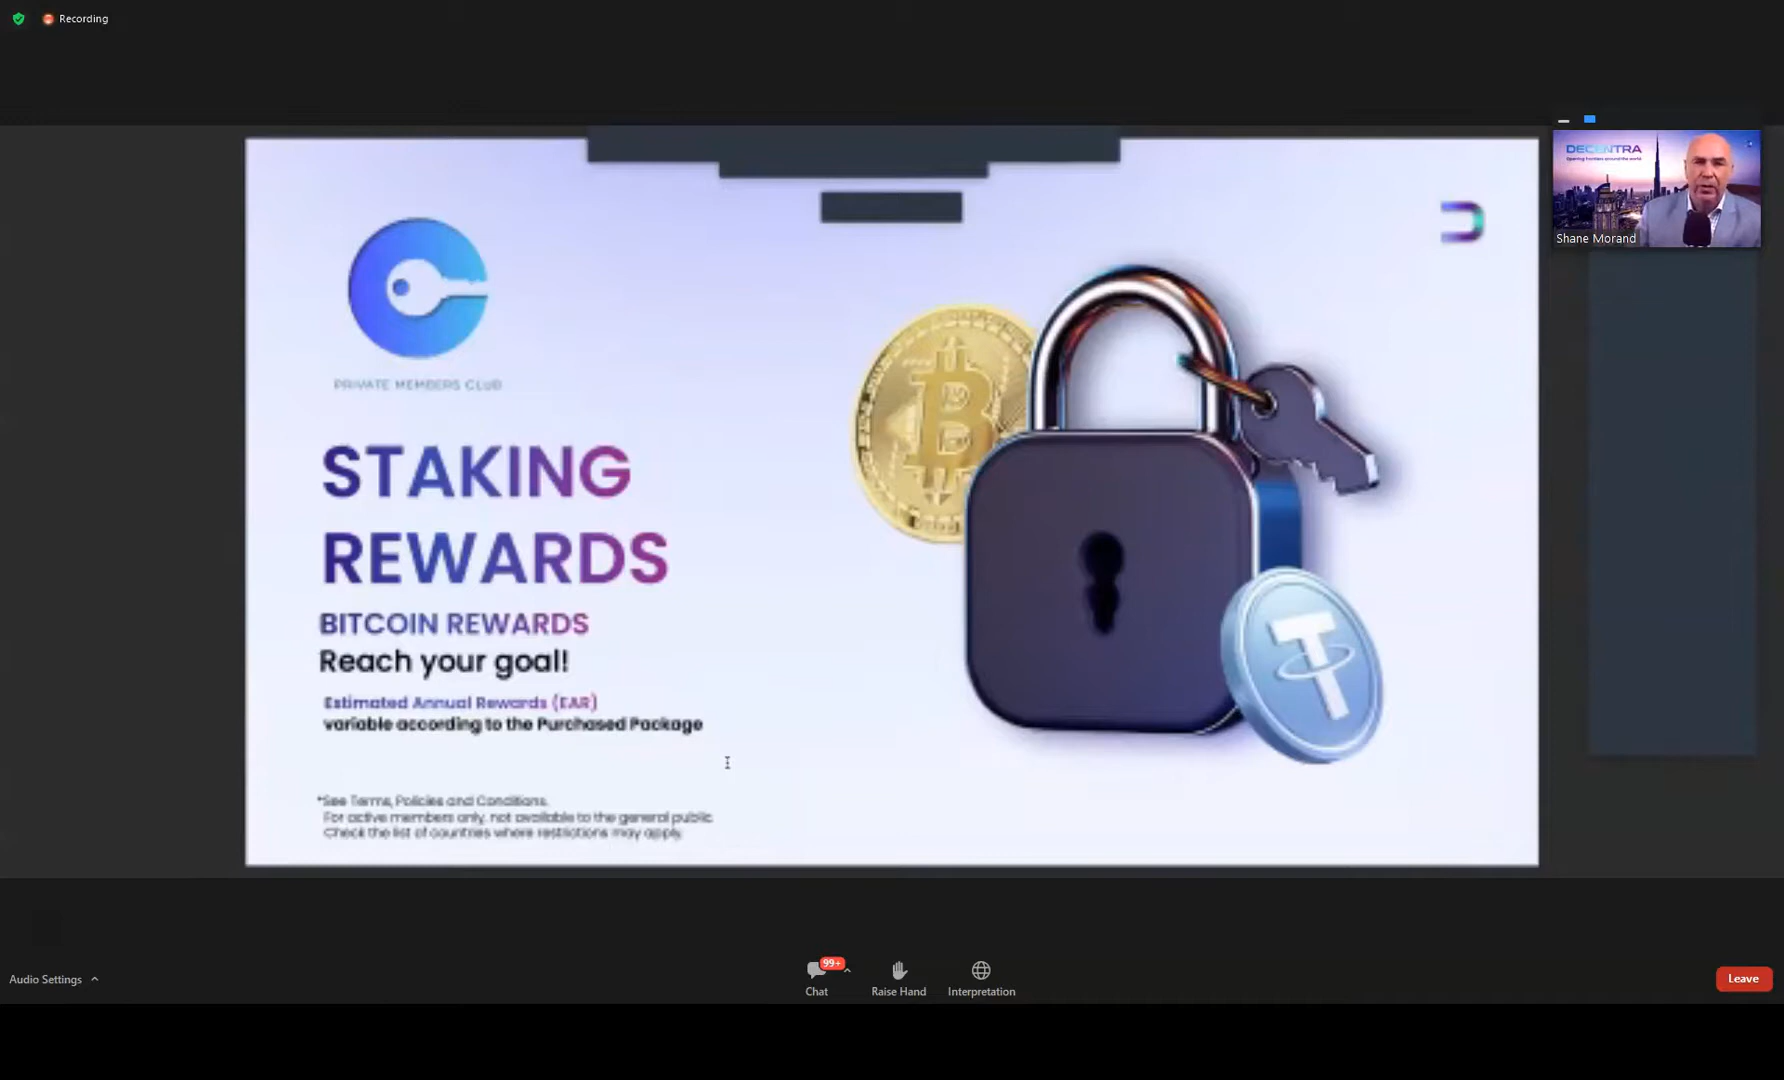 Recording
DECENTRA
Shane Morand
PRIVATE MEMBERS CLUB
STAKING
REWARDS
BITCOIN REWARDS
Reach your goal!
Estimated Annual Rewards (EAR)
variable according to the Purchased Package
*See Terms, Policies and Conditions.
For active members only, not available to the general public.
Check the list of countries where restrictions may apply.
Audio Settings
99+
Chat
Raise Hand
Interpretation
Leave